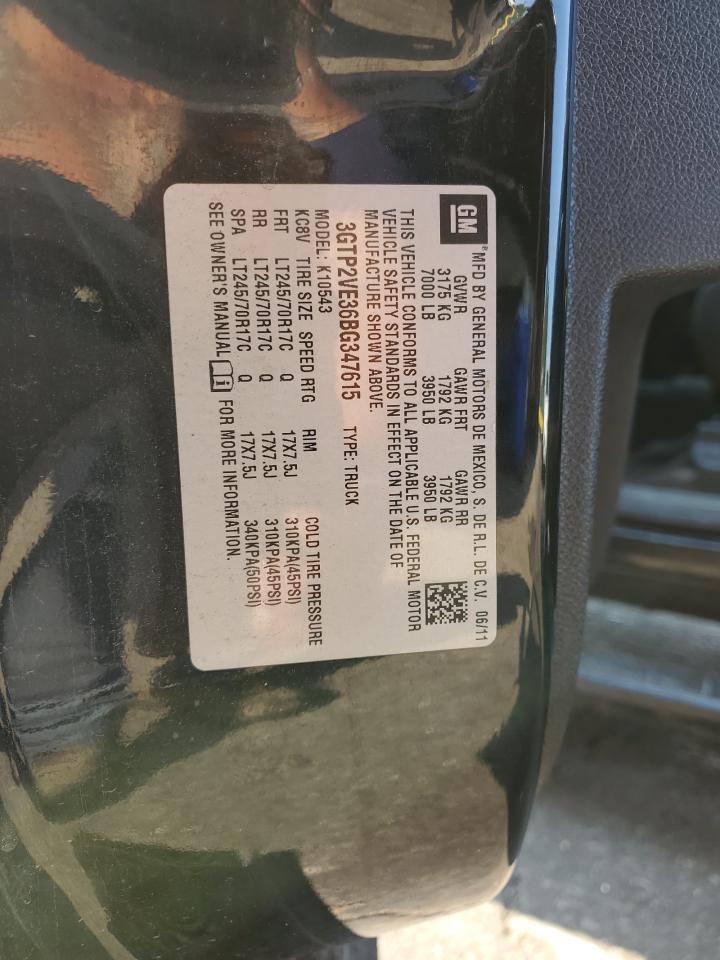 GM ® MFD BY GENERAL MOTORS DE MEXICO, S. DE R.L. DE C.V. 06/11
GVWR GAWR FRT GAWR RR
3175 KG 1792 KG 1792 KG
7000 LB 3950 LB 3950 LB
THIS VEHICLE CONFORMS TO ALL APPLICABLE U.S. FEDERAL MOTOR
VEHICLE SAFETY STANDARDS IN EFFECT ON THE DATE OF
MANUFACTURE SHOWN ABOVE.
3GTP2VE36BG347615 TYPE: TRUCK
MODEL: K10543
KC8V TIRE SIZE SPEED RTG RIM COLD TIRE PRESSURE
FRT LT245/70R17C Q 17X7.5J 310KPA(45PSI)
RR LT245/70R17C Q 17X7.5J 310KPA(45PSI)
SPA LT245/70R17C Q 17X7.5J 340KPA(50PSI)
SEE OWNER'S MANUAL i FOR MORE INFORMATION.